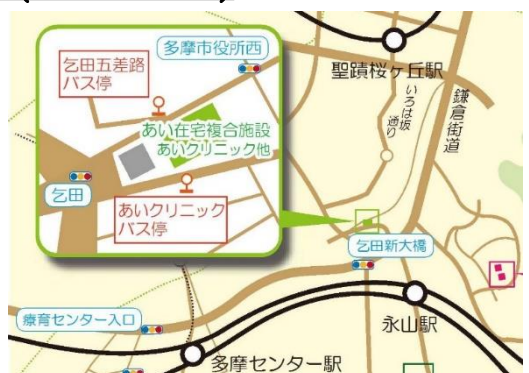 多摩市役所西
乞田五差路
バス停
あい在宅複合施設
あいクリニック他
乞田
あいクリニック
バス停
聖蹟桜ヶ丘駅
いろは坂
通り
鎌倉街道
乞田新大橋
永山駅
療育センター入口
多摩センター駅